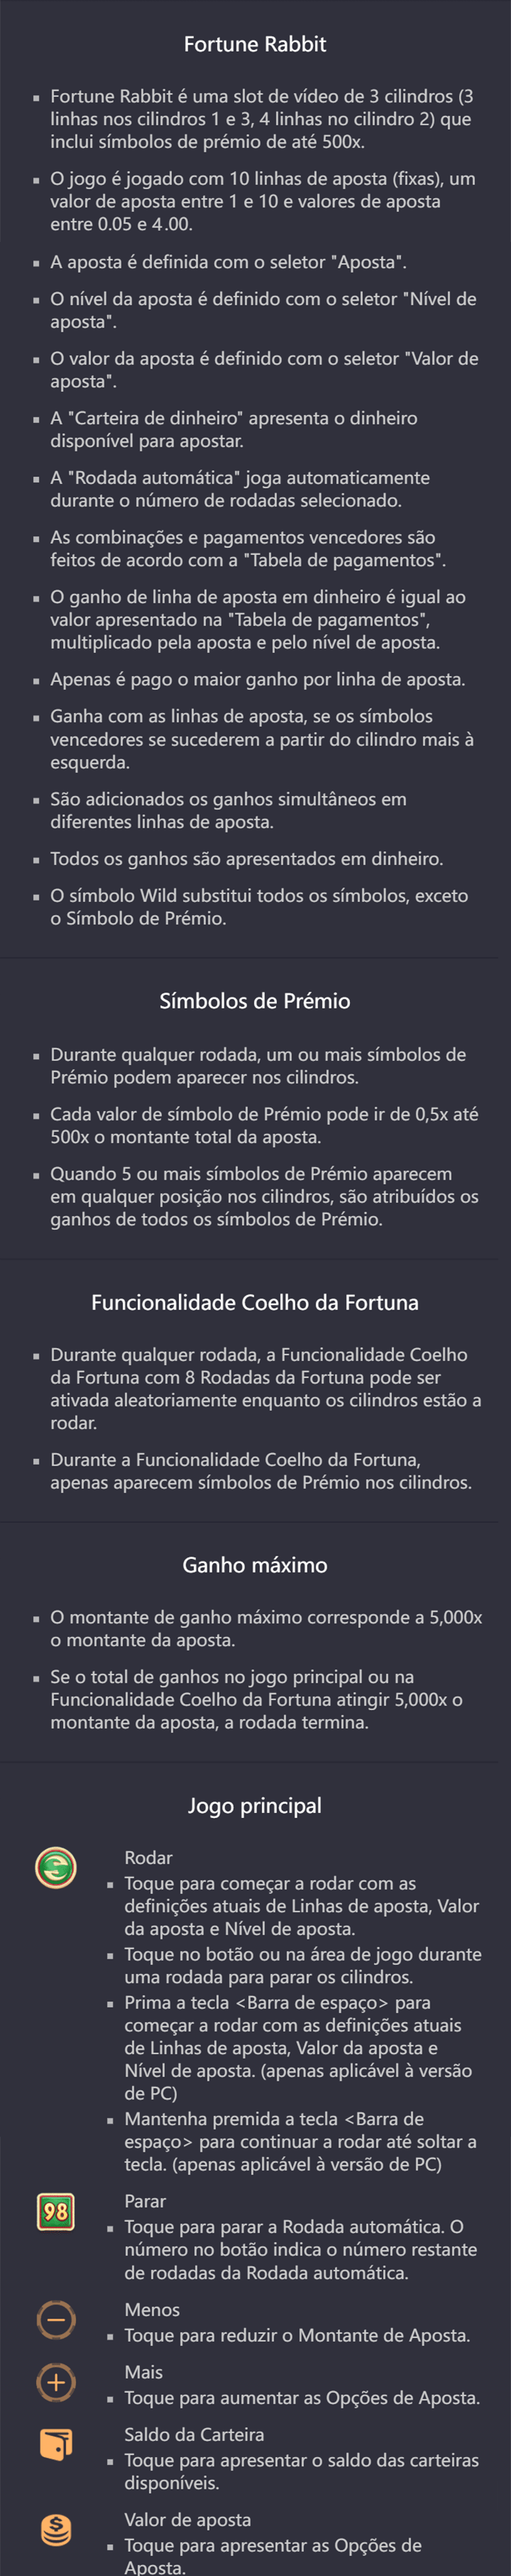 Fortune Rabbit
▪ Fortune Rabbit é uma slot de vídeo de 3 cilindros (3
linhas nos cilindros 1 e 3, 4 linhas no cilindro 2) que
inclui símbolos de prémio de até 500x.
▪ O jogo é jogado com 10 linhas de aposta (fixas), um
valor de aposta entre 1 e 10 e valores de aposta
entre 0.05 e 4.00.
▪ A aposta é definida com o seletor "Aposta".
▪ O nível da aposta é definido com o seletor "Nível de
aposta".
▪ O valor da aposta é definido com o seletor "Valor de
aposta".
▪ A "Carteira de dinheiro" apresenta o dinheiro
disponível para apostar.
▪ A "Rodada automática" joga automaticamente
durante o número de rodadas selecionado.
▪ As combinações e pagamentos vencedores são
feitos de acordo com a "Tabela de pagamentos".
▪ O ganho de linha de aposta em dinheiro é igual ao
valor apresentado na "Tabela de pagamentos",
multiplicado pela aposta e pelo nível de aposta.
▪ Apenas é pago o maior ganho por linha de aposta.
▪ Ganha com as linhas de aposta, se os símbolos
vencedores se sucederem a partir do cilindro mais à
esquerda.
▪ São adicionados os ganhos simultâneos em
diferentes linhas de aposta.
▪ Todos os ganhos são apresentados em dinheiro.
▪ O símbolo Wild substitui todos os símbolos, exceto
o Símbolo de Prémio.
Símbolos de Prémio
▪ Durante qualquer rodada, um ou mais símbolos de
Prémio podem aparecer nos cilindros.
▪ Cada valor de símbolo de Prémio pode ir de 0,5x até
500x o montante total da aposta.
▪ Quando 5 ou mais símbolos de Prémio aparecem
em qualquer posição nos cilindros, são atribuídos os
ganhos de todos os símbolos de Prémio.
Funcionalidade Coelho da Fortuna
▪ Durante qualquer rodada, a Funcionalidade Coelho
da Fortuna com 8 Rodadas da Fortuna pode ser
ativada aleatoriamente enquanto os cilindros estão a
rodar.
▪ Durante a Funcionalidade Coelho da Fortuna,
apenas aparecem símbolos de Prémio nos cilindros.
Ganho máximo
▪ O montante de ganho máximo corresponde a 5,000x
o montante da aposta.
▪ Se o total de ganhos no jogo principal ou na
Funcionalidade Coelho da Fortuna atingir 5,000x o
montante da aposta, a rodada termina.
Jogo principal
Rodar
▪ Toque para começar a rodar com as
definições atuais de Linhas de aposta, Valor
da aposta e Nível de aposta.
▪ Toque no botão ou na área de jogo durante
uma rodada para parar os cilindros.
▪ Prima a tecla <Barra de espaço> para
começar a rodar com as definições atuais
de Linhas de aposta, Valor da aposta e
Nível de aposta. (apenas aplicável à versão
de PC)
▪ Mantenha premida a tecla <Barra de
espaço> para continuar a rodar até soltar a
tecla. (apenas aplicável à versão de PC)
98
Parar
▪ Toque para parar a Rodada automática. O
número no botão indica o número restante
de rodadas da Rodada automática.
Menos
▪ Toque para reduzir o Montante de Aposta.
Mais
▪ Toque para aumentar as Opções de Aposta.
Saldo da Carteira
▪ Toque para apresentar o saldo das carteiras
disponíveis.
Valor de aposta
▪ Toque para apresentar as Opções de
Aposta.